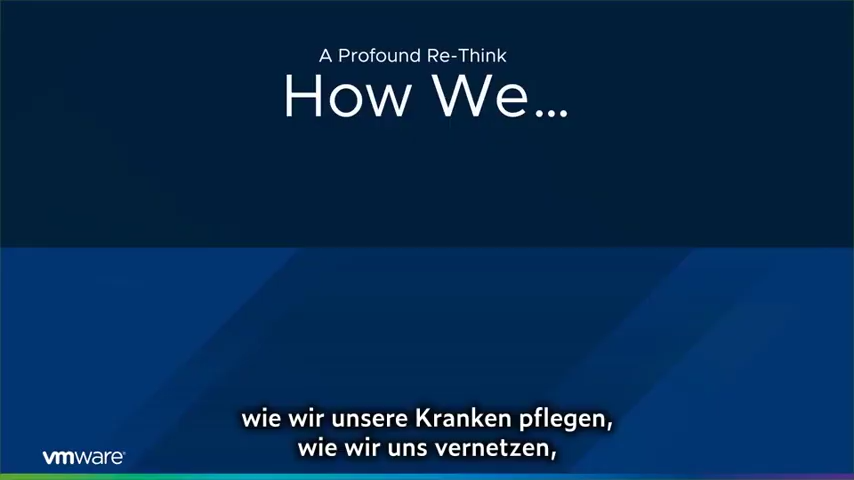 A Profound Re-Think
How We...
wie wir unsere Kranken pflegen,
wie wir uns vernetzen,
vmware®